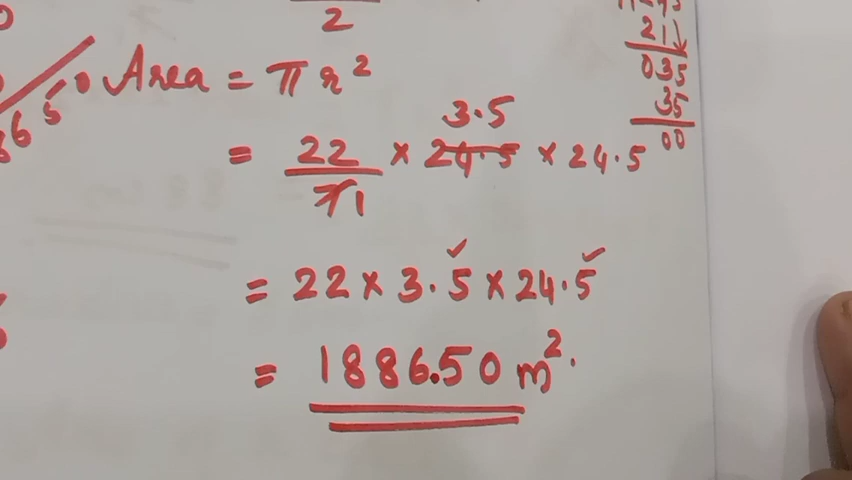 2
Area = πr²
= 22/7 × 24.5 × 24.5
3.5
1
= 22 × 3.5 × 24.5
= 1886.50 m².
650
21
035
35
00